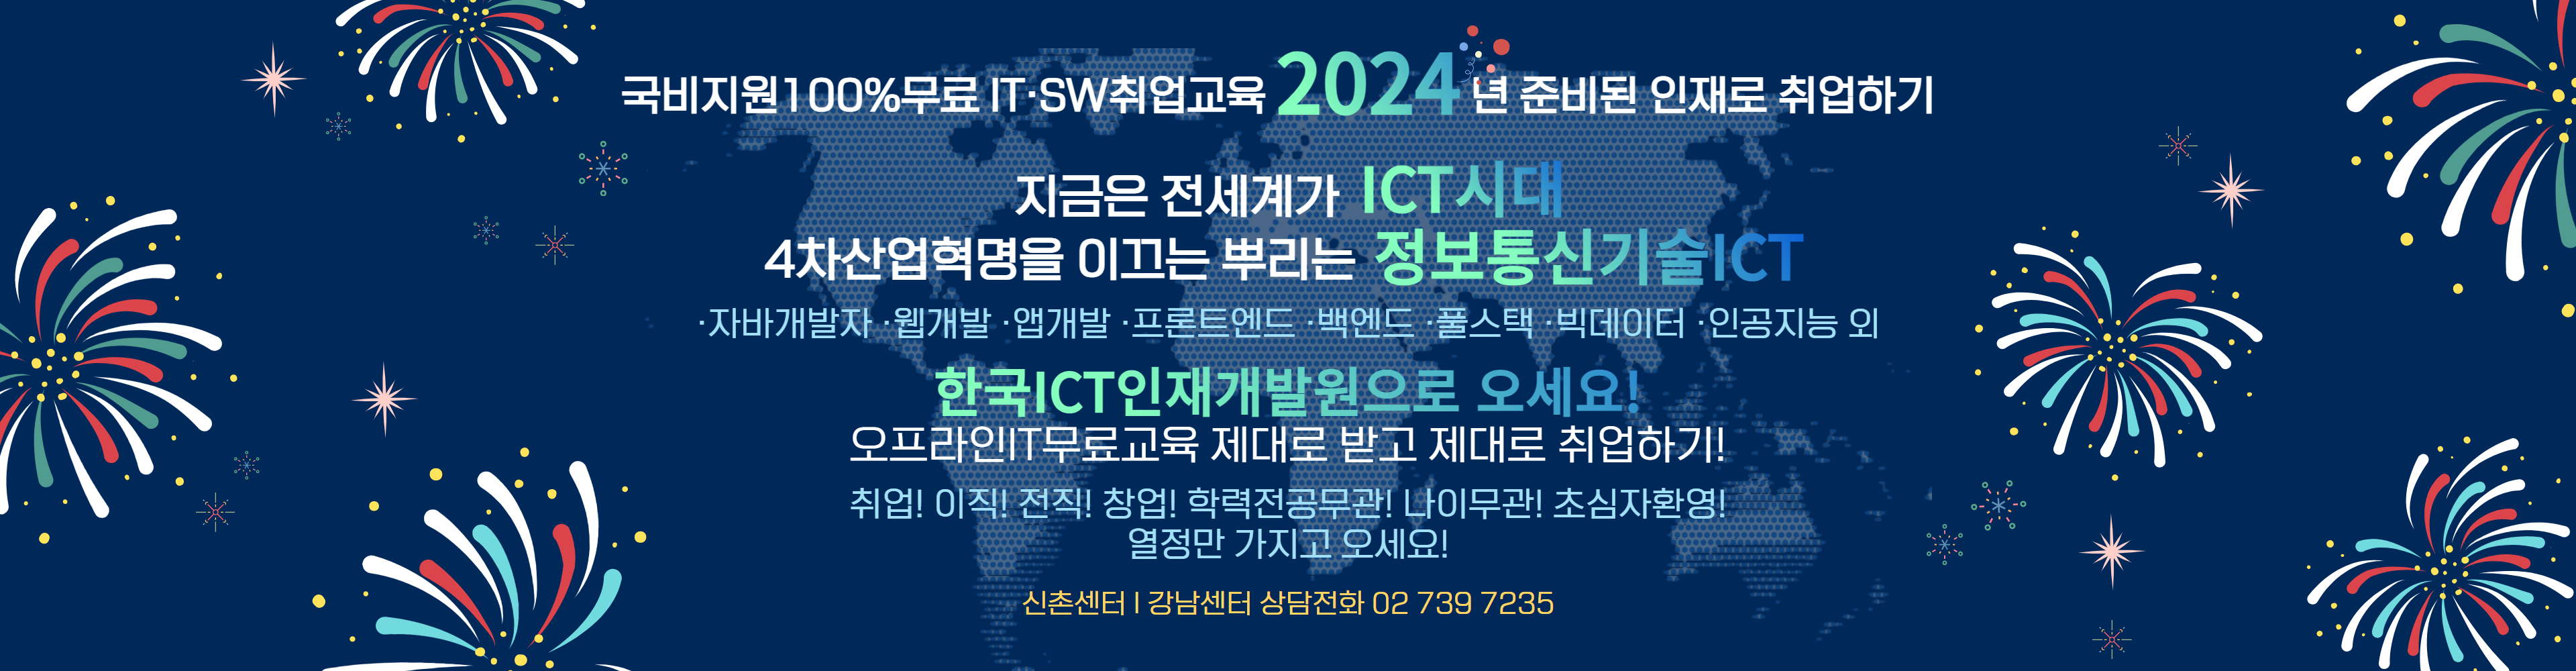 국비지원100%무료 IT·SW취업교육 2024년 준비된 인재로 취업하기
지금은 전세계가 ICT시대
4차산업혁명을 이끄는 뿌리는 정보통신기술ICT
·자바개발자 ·웹개발 ·앱개발 ·프론트엔드 ·백엔드 ·풀스택 ·빅데이터 ·인공지능 외
한국ICT인재개발원으로 오세요!
오프라인IT무료교육 제대로 받고 제대로 취업하기!
취업! 이직! 전직! 창업! 학력전공무관! 나이무관! 초심자환영!
열정만 가지고 오세요!
신촌센터 I 강남센터 상담전화 02 739 7235